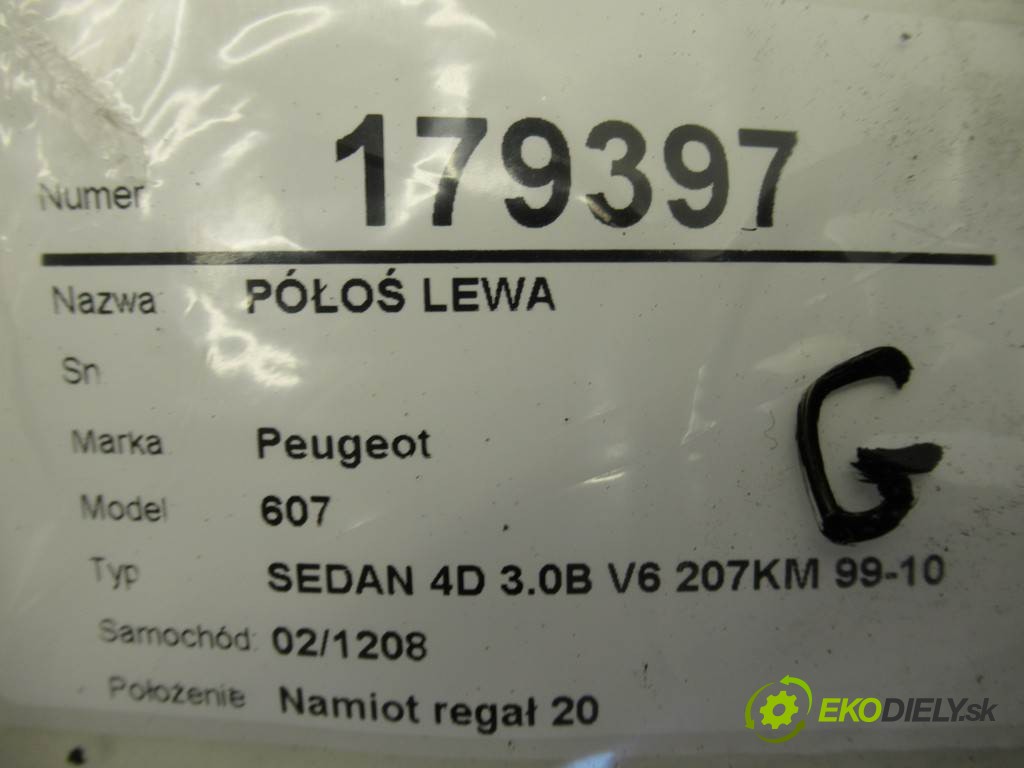 Numer 179397
Nazwa PÓŁOŚ LEWA
Sn
Marka Peugeot
G
Model 607
Typ SEDAN 4D 3.0B V6 207KM 99-10
Samochód: 02/1208
Położenie Namiot regał 20
EKODIELY.sk